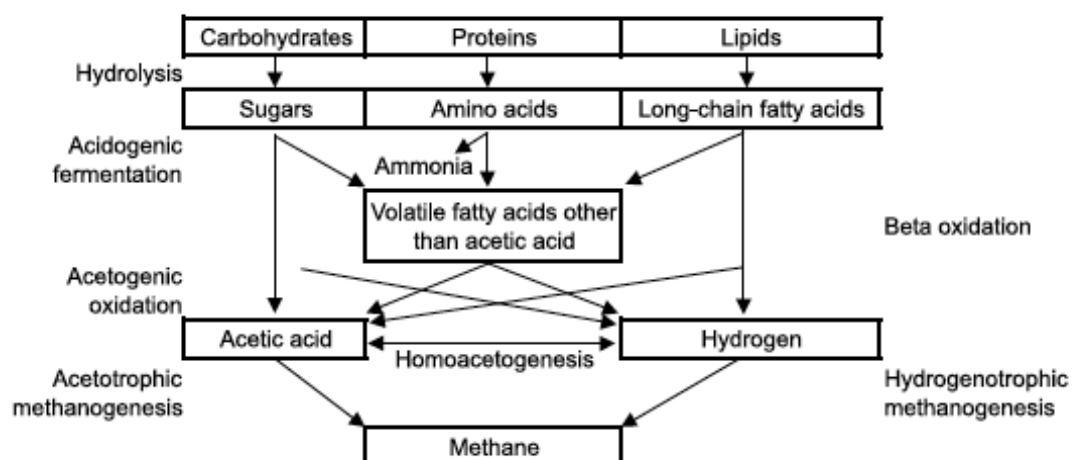 Carbohydrates Proteins Lipids
Hydrolysis
Sugars Amino acids Long-chain fatty acids
Acidogenic
fermentation
Ammonia
Volatile fatty acids other
than acetic acid
Beta oxidation
Acetogenic
oxidation
Acetic acid Hydrogen
Homoacetogenesis
Acetotrophic
methanogenesis
Hydrogenotrophic
methanogenesis
Methane